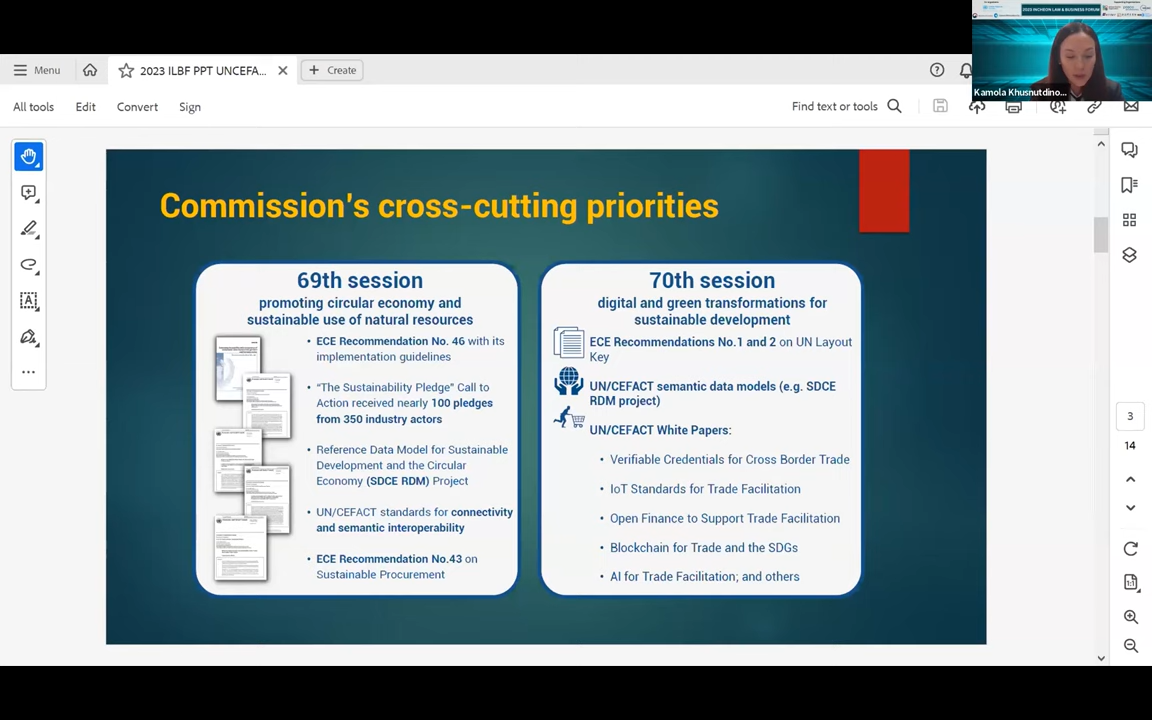 2023 INCHEON LAW & BUSINESS FORUM
Kamola Khusnutdino...
Menu
2023 ILBF PPT UNCEFA...
Create
All tools
Edit
Convert
Sign
Find text or tools
Commission's cross-cutting priorities
69th session
promoting circular economy and
sustainable use of natural resources
• ECE Recommendation No. 46 with its
implementation guidelines
• “The Sustainability Pledge” Call to
Action received nearly 100 pledges
from 350 industry actors
• Reference Data Model for Sustainable
Development and the Circular
Economy (SDCE RDM) Project
• UN/CEFACT standards for connectivity
and semantic interoperability
• ECE Recommendation No.43 on
Sustainable Procurement
70th session
digital and green transformations for
sustainable development
ECE Recommendations No.1 and 2 on UN Layout
Key
UN/CEFACT semantic data models (e.g. SDCE
RDM project)
UN/CEFACT White Papers:
• Verifiable Credentials for Cross Border Trade
• IoT Standards for Trade Facilitation
• Open Finance to Support Trade Facilitation
• Blockchain for Trade and the SDGs
• AI for Trade Facilitation; and others
3
14
1:1